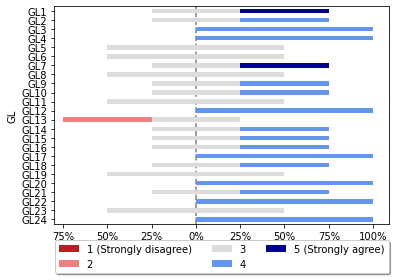 GL1
GL2
GL3
GL4
GL5
GL6
GL7
GL8
GL9
GL10
GL11
GL12
GL13
GL14
GL15
GL16
GL17
GL18
GL19
GL20
GL21
GL22
GL23
GL24
GL
75% 50% 25% 0% 25% 50% 75% 100%
1 (Strongly disagree) 3 5 (Strongly agree)
2 4